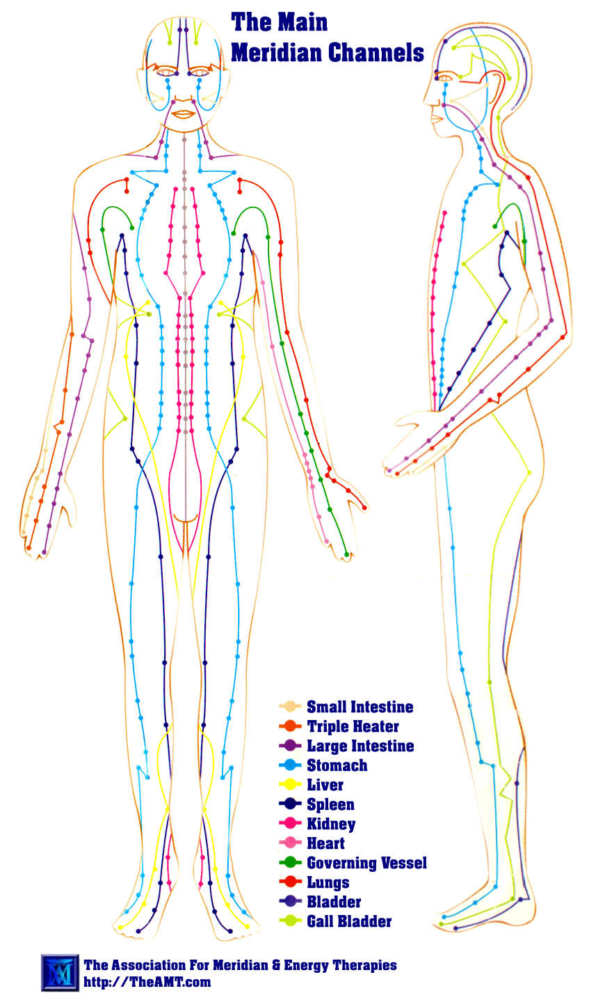 The Main
Meridian Channels
Small Intestine
Triple Heater
Large Intestine
Stomach
Liver
Spleen
Kidney
Heart
Governing Vessel
Lungs
Bladder
Gall Bladder
The Association For Meridian & Energy Therapies
http://TheAMT.com